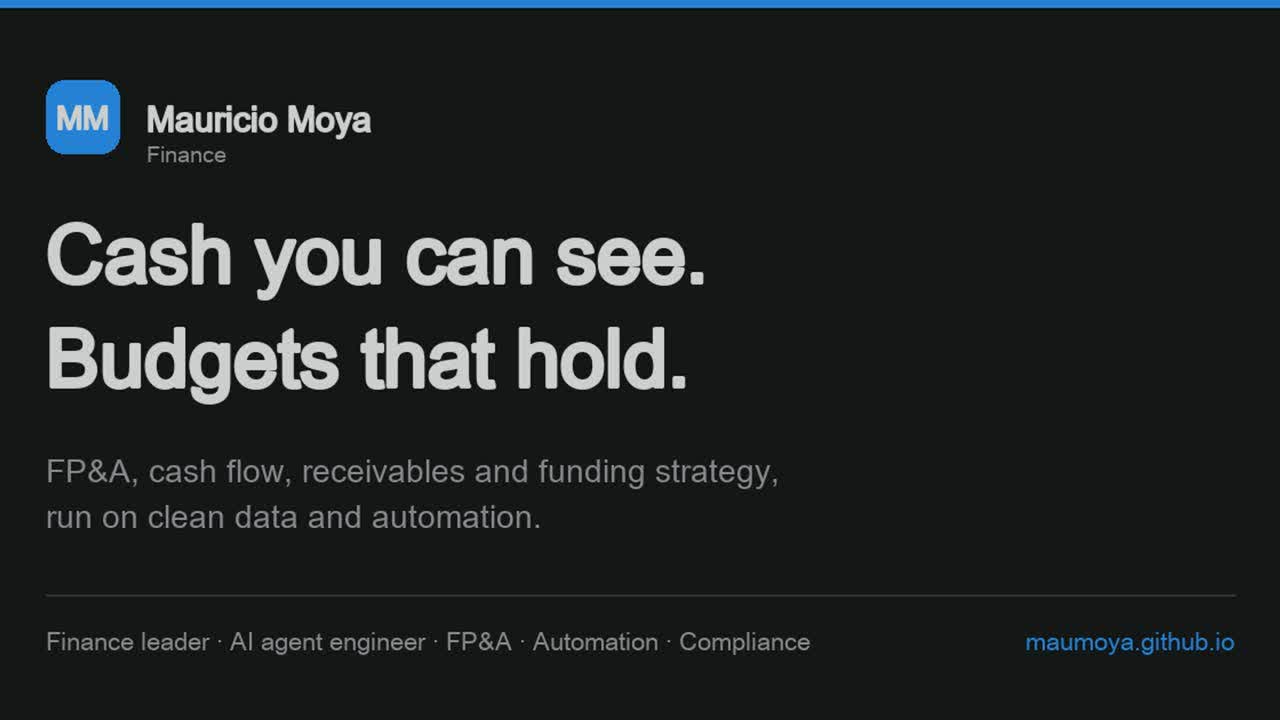 MM
Mauricio Moya
Finance
Cash you can see.
Budgets that hold.
FP&A, cash flow, receivables and funding strategy,
run on clean data and automation.
Finance leader · AI agent engineer · FP&A · Automation · Compliance
maumoya.github.io